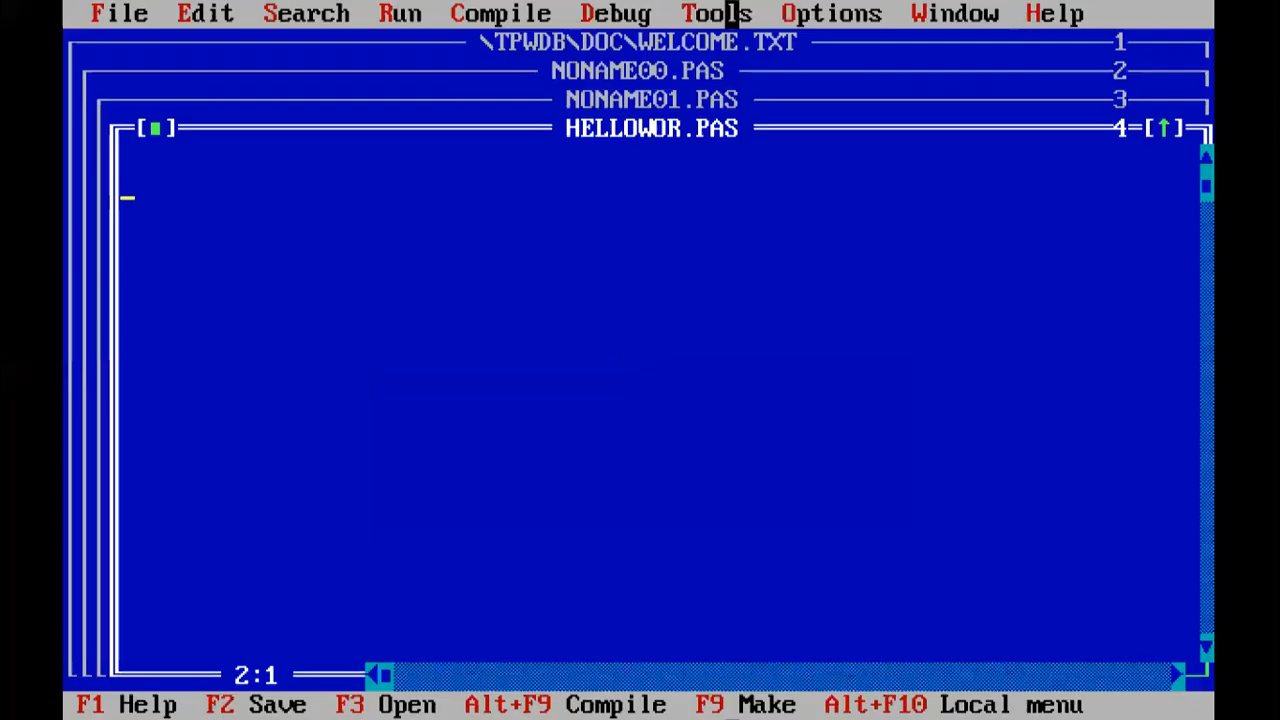 File Edit Search Run Compile Debug Tools Options Window Help
\TPWDB\DOC\WELCOME.TXT 1
NONAME00.PAS 2
NONAME01.PAS 3
[■] HELLOWOR.PAS 4=[↑]
2:1
F1 Help F2 Save F3 Open Alt+F9 Compile F9 Make Alt+F10 Local menu